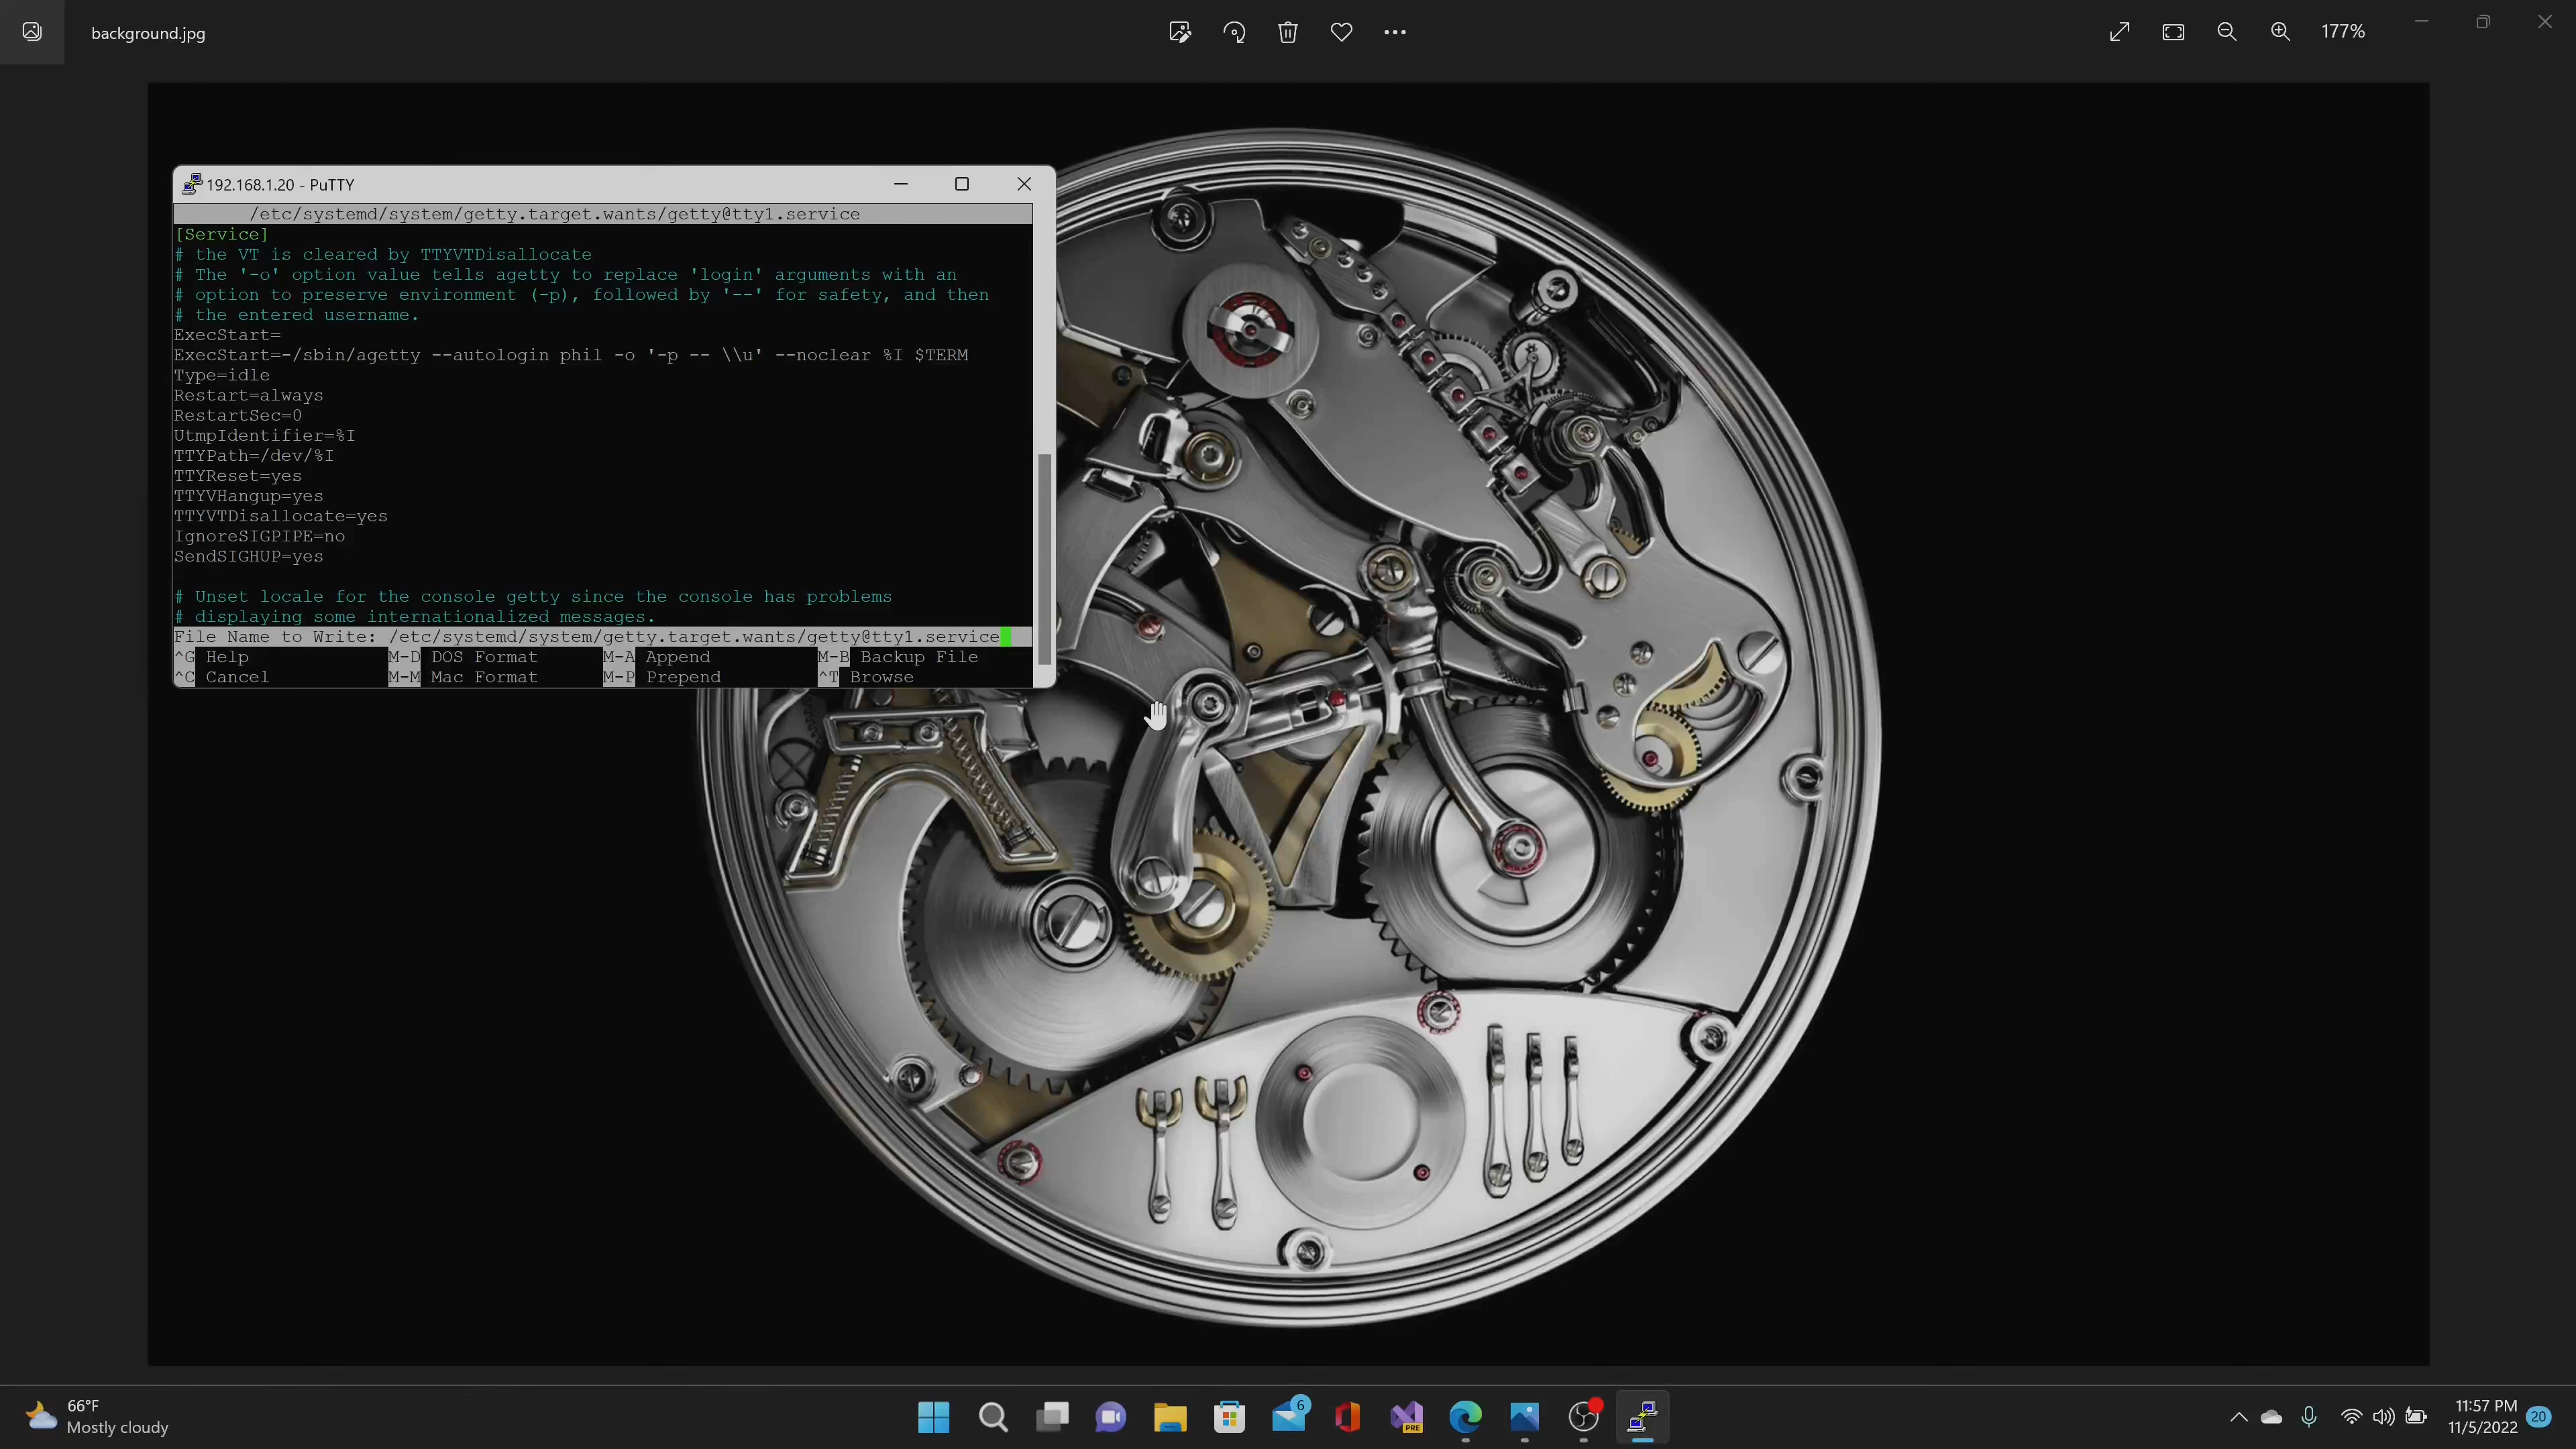 background.jpg
177%
192.168.1.20 - PuTTY
/etc/systemd/system/getty.target.wants/getty@tty1.service
[Service]
# the VT is cleared by TTYVTDisallocate
# The '-o' option value tells agetty to replace 'login' arguments with an
# option to preserve environment (-p), followed by '--' for safety, and then
# the entered username.
ExecStart=
ExecStart=-/sbin/agetty --autologin phil -o '-p -- \\u' --noclear %I $TERM
Type=idle
Restart=always
RestartSec=0
UtmpIdentifier=%I
TTYPath=/dev/%I
TTYReset=yes
TTYVHangup=yes
TTYVTDisallocate=yes
IgnoreSIGPIPE=no
SendSIGHUP=yes
# Unset locale for the console getty since the console has problems
# displaying some internationalized messages.
File Name to Write: /etc/systemd/system/getty.target.wants/getty@tty1.service
^G Help M-D DOS Format M-A Append M-B Backup File
^C Cancel M-M Mac Format M-P Prepend ^T Browse
66°F
Mostly cloudy
6
PRE
11:57 PM
11/5/2022
20